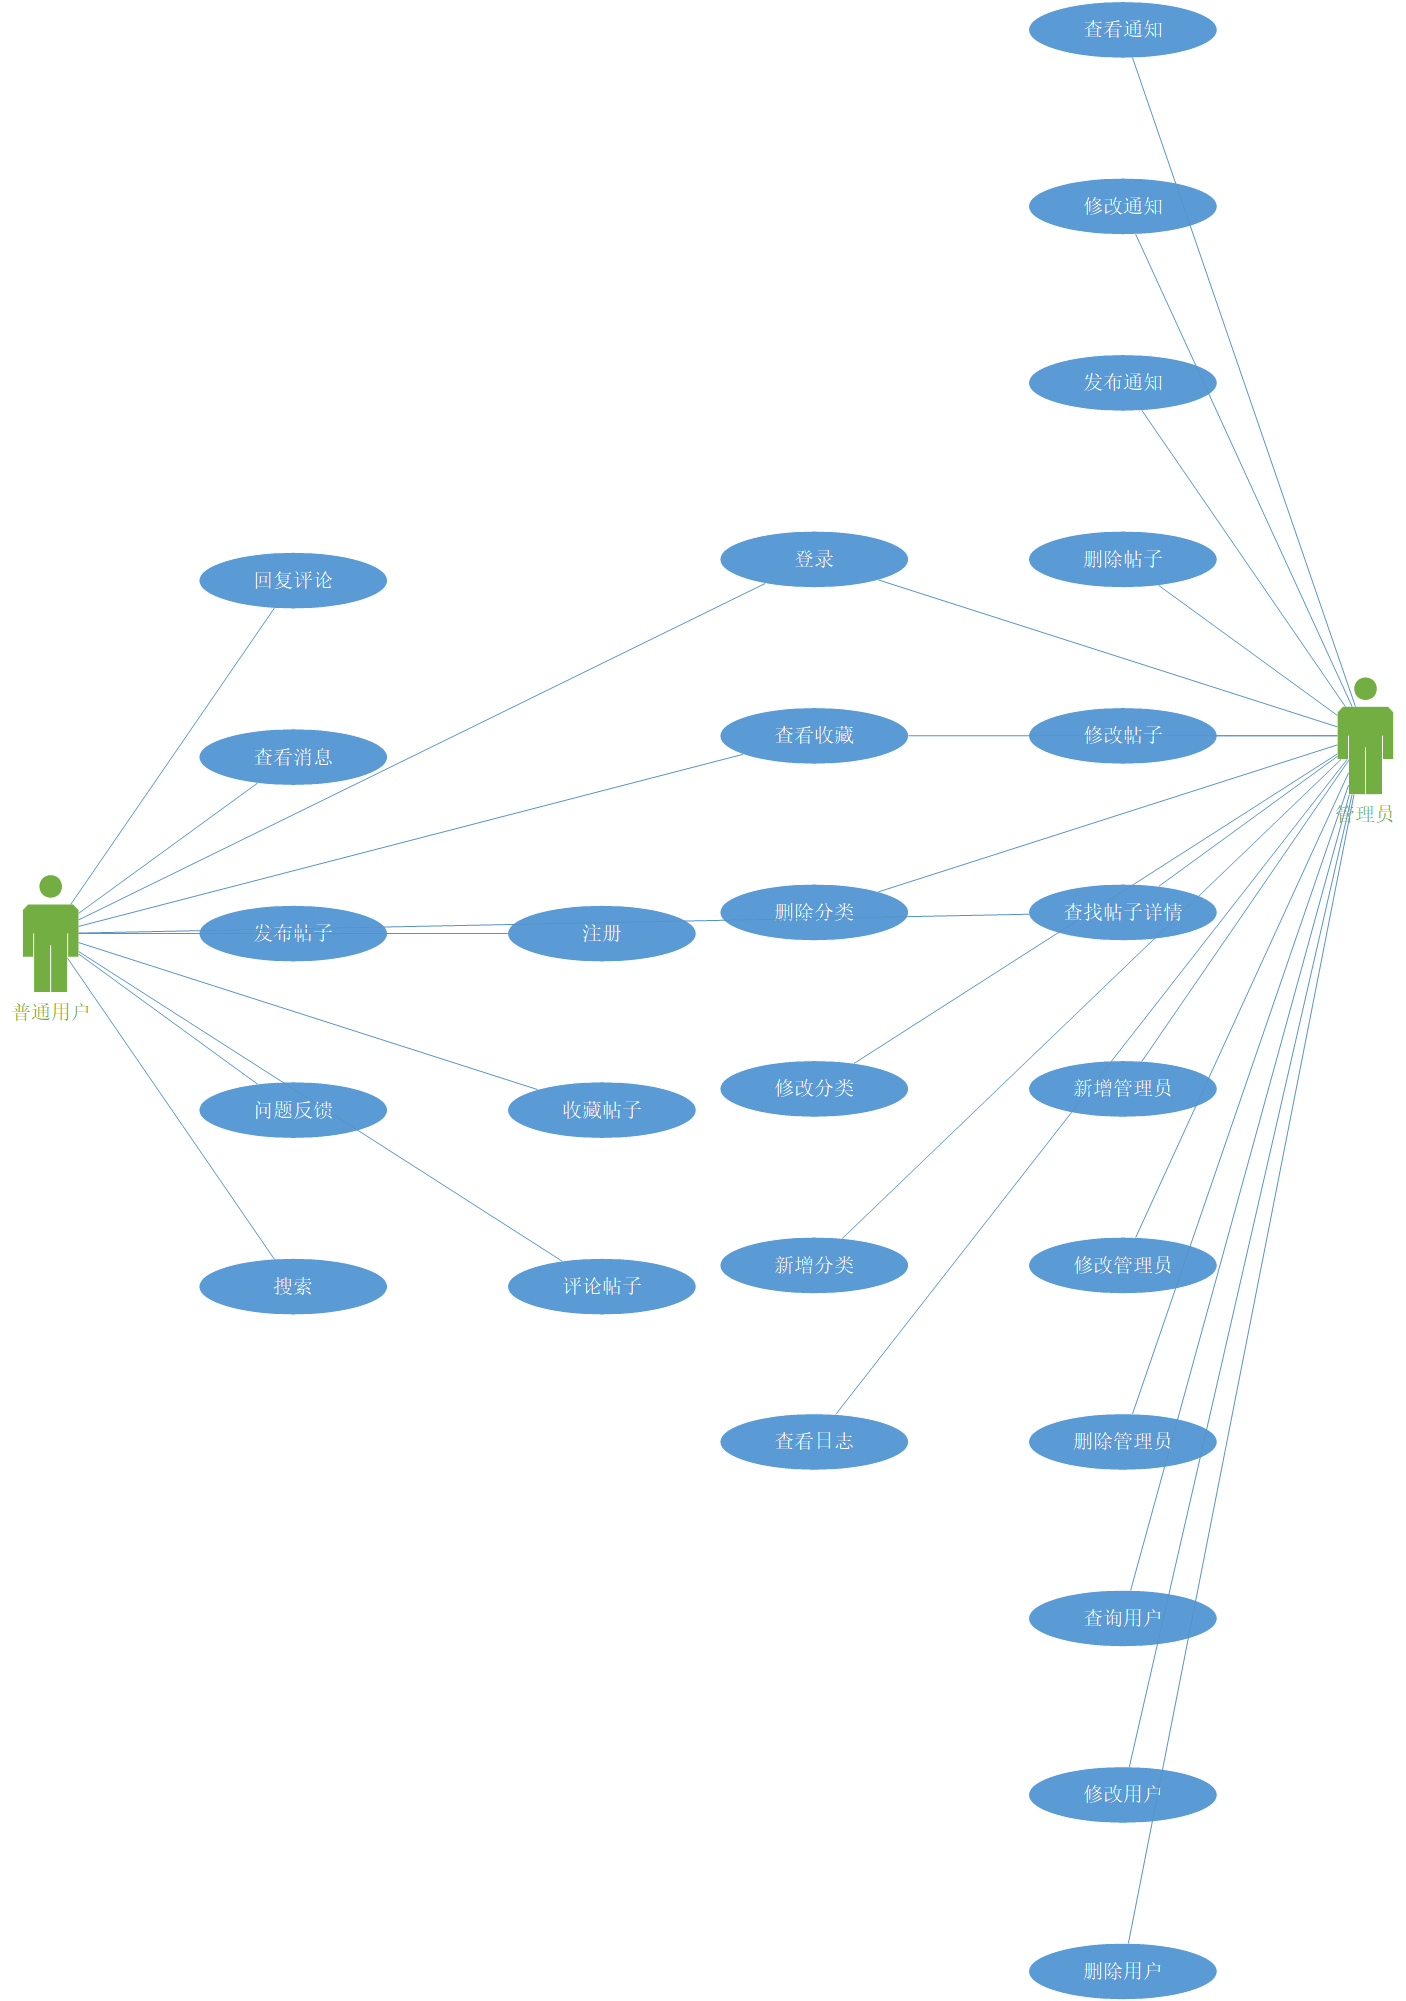 查看通知
修改通知
发布通知
登录
删除帖子
回复评论
查看收藏
修改帖子
查看消息
管理员
删除分类
查找帖子详情
发布帖子
注册
普通用户
修改分类
新增管理员
问题反馈
收藏帖子
新增分类
修改管理员
搜索
评论帖子
查看日志
删除管理员
查询用户
修改用户
删除用户